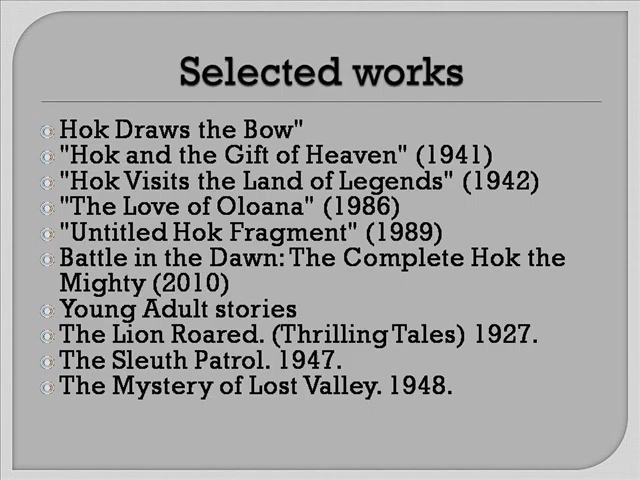 Selected works
Hok Draws the Bow"
"Hok and the Gift of Heaven" (1941)
"Hok Visits the Land of Legends" (1942)
"The Love of Oloana" (1986)
"Untitled Hok Fragment" (1989)
Battle in the Dawn: The Complete Hok the
Mighty (2010)
Young Adult stories
The Lion Roared. (Thrilling Tales) 1927.
The Sleuth Patrol. 1947.
The Mystery of Lost Valley. 1948.